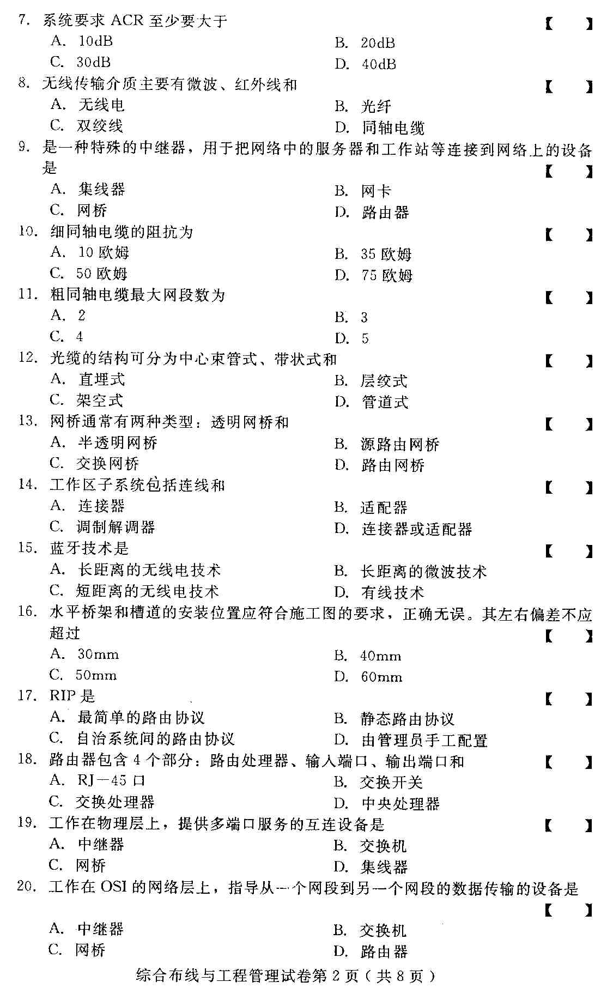 7. 系统要求 ACR 至少要大于 【 】
A. 10dB B. 20dB
C. 30dB D. 40dB
8. 无线传输介质主要有微波、红外线和 【 】
A. 无线电 B. 光纤
C. 双绞线 D. 同轴电缆
9. 是一种特殊的中继器，用于把网络中的服务器和工作站等连接到网络上的设备
是 【 】
A. 集线器 B. 网卡
C. 网桥 D. 路由器
10. 细同轴电缆的阻抗为 【 】
A. 10 欧姆 B. 35 欧姆
C. 50 欧姆 D. 75 欧姆
11. 粗同轴电缆最大网段数为 【 】
A. 2 B. 3
C. 4 D. 5
12. 光缆的结构可分为中心束管式、带状式和 【 】
A. 直埋式 B. 层绞式
C. 架空式 D. 管道式
13. 网桥通常有两种类型：透明网桥和 【 】
A. 半透明网桥 B. 源路由网桥
C. 交换网桥 D. 路由网桥
14. 工作区子系统包括连线和 【 】
A. 连接器 B. 适配器
C. 调制解调器 D. 连接器或适配器
15. 蓝牙技术是 【 】
A. 长距离的无线电技术 B. 长距离的微波技术
C. 短距离的无线电技术 D. 有线技术
16. 水平桥架和槽道的安装位置应符合施工图的要求，正确无误。其左右偏差不应
超过 【 】
A. 30mm B. 40mm
C. 50mm D. 60mm
17. RIP 是 【 】
A. 最简单的路由协议 B. 静态路由协议
C. 自治系统间的路由协议 D. 由管理员手工配置
18. 路由器包含 4 个部分：路由处理器、输入端口、输出端口和 【 】
A. RJ－45 口 B. 交换开关
C. 交换处理器 D. 中央处理器
19. 工作在物理层上，提供多端口服务的互连设备是 【 】
A. 中继器 B. 交换机
C. 网桥 D. 集线器
20. 工作在 OSI 的网络层上，指导从一个网段到另一个网段的数据传输的设备是
【 】
A. 中继器 B. 交换机
C. 网桥 D. 路由器
综合布线与工程管理试卷第 2 页（共 8 页）